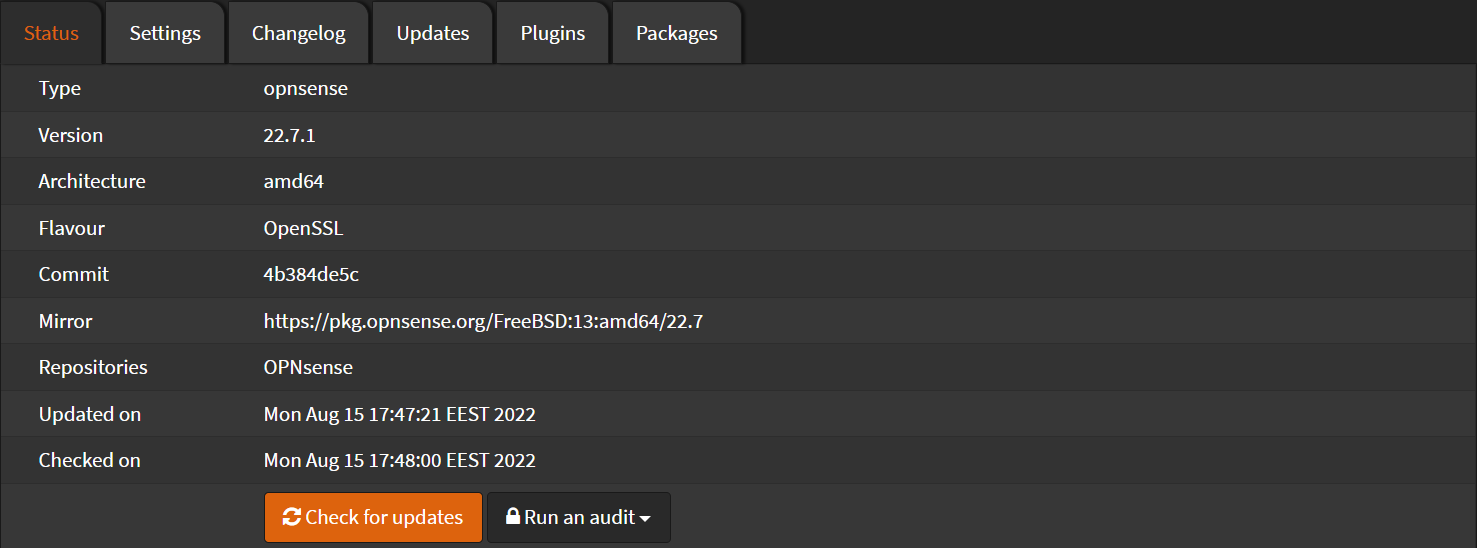 Status Settings Changelog Updates Plugins Packages
Type opnsense
Version 22.7.1
Architecture amd64
Flavour OpenSSL
Commit 4b384de5c
Mirror https://pkg.opnsense.org/FreeBSD:13:amd64/22.7
Repositories OPNsense
Updated on Mon Aug 15 17:47:21 EEST 2022
Checked on Mon Aug 15 17:48:00 EEST 2022
Check for updates Run an audit